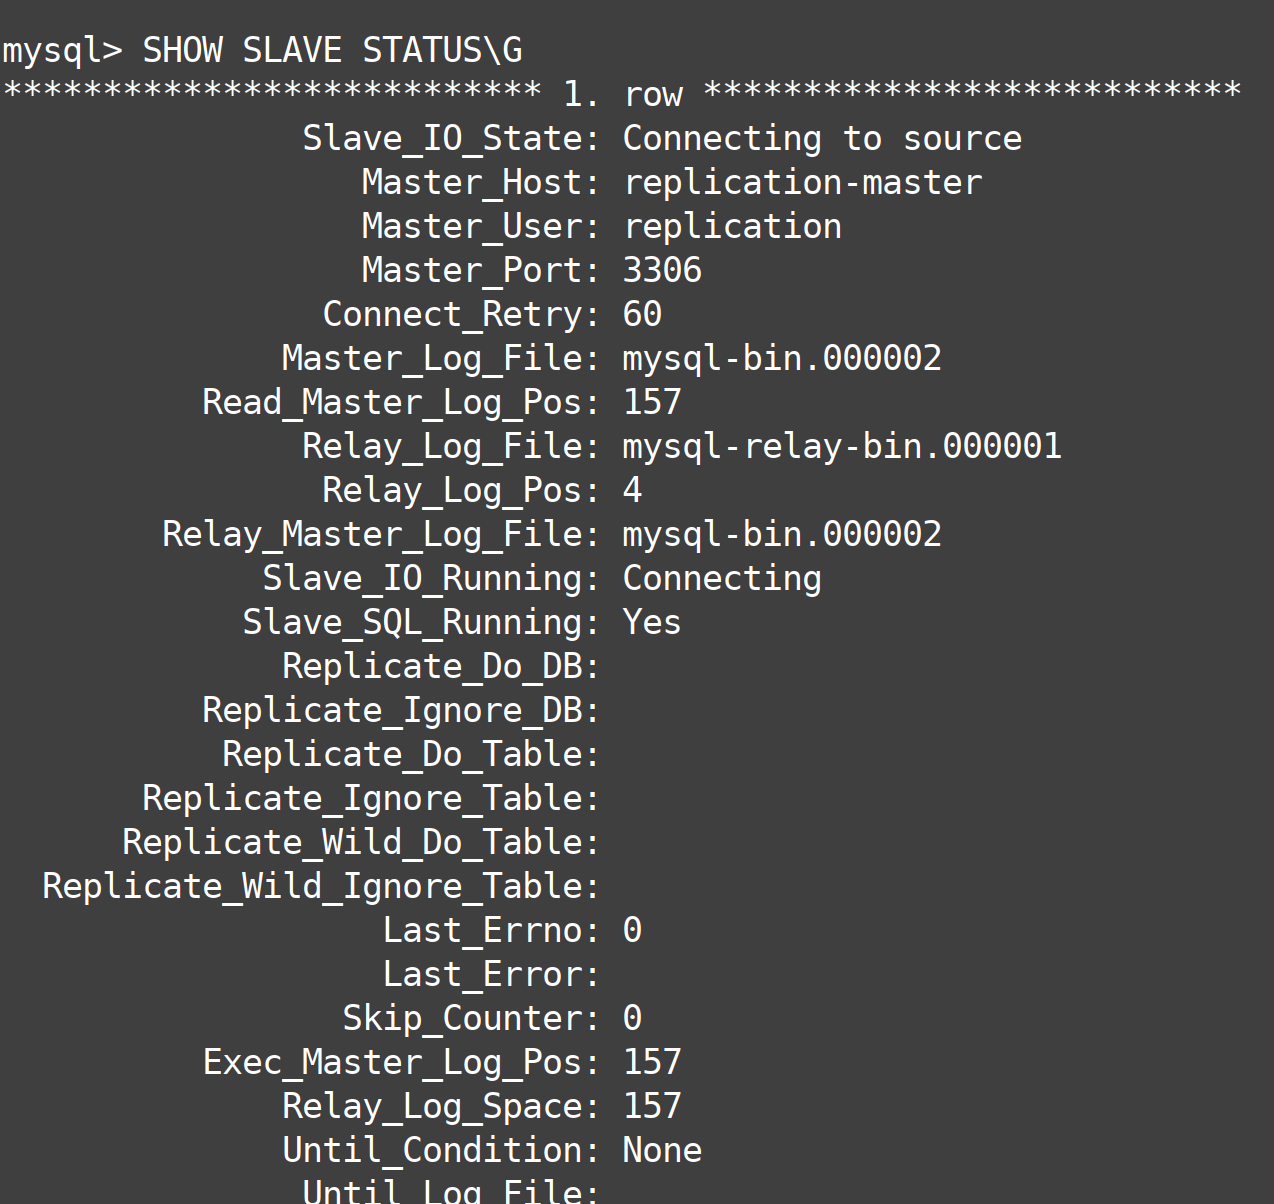 mysql> SHOW SLAVE STATUS\G
*************************** 1. row ***************************
Slave_IO_State: Connecting to source
Master_Host: replication-master
Master_User: replication
Master_Port: 3306
Connect_Retry: 60
Master_Log_File: mysql-bin.000002
Read_Master_Log_Pos: 157
Relay_Log_File: mysql-relay-bin.000001
Relay_Log_Pos: 4
Relay_Master_Log_File: mysql-bin.000002
Slave_IO_Running: Connecting
Slave_SQL_Running: Yes
Replicate_Do_DB:
Replicate_Ignore_DB:
Replicate_Do_Table:
Replicate_Ignore_Table:
Replicate_Wild_Do_Table:
Replicate_Wild_Ignore_Table:
Last_Errno: 0
Last_Error:
Skip_Counter: 0
Exec_Master_Log_Pos: 157
Relay_Log_Space: 157
Until_Condition: None
Until_Log_File: